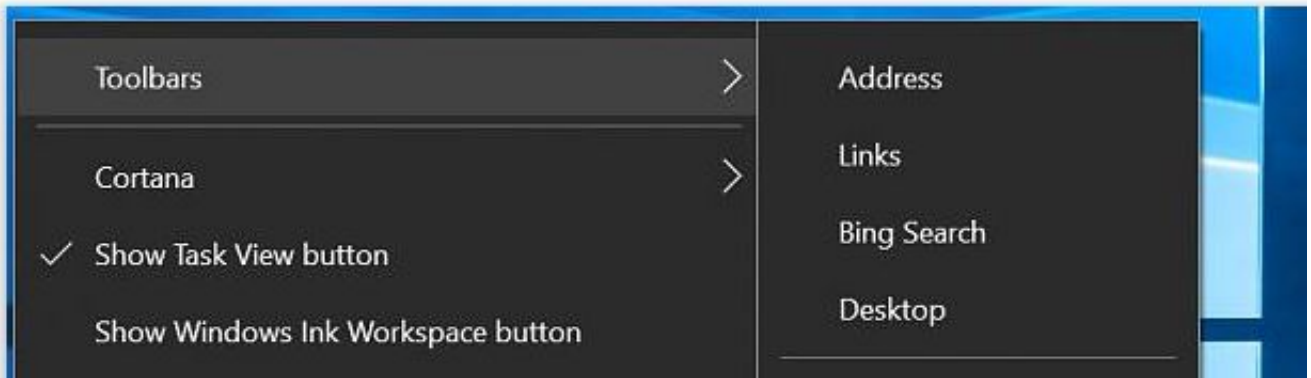 Toolbars
Cortana
Show Task View button
Show Windows Ink Workspace button
Address
Links
Bing Search
Desktop